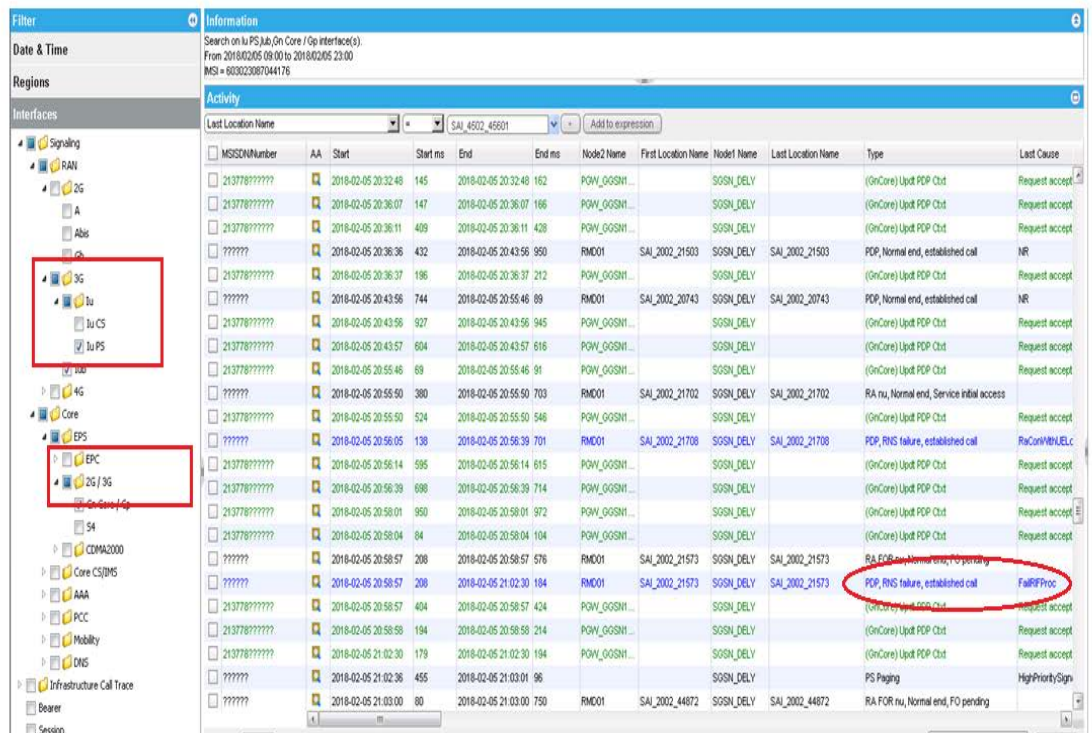 Filter
Date & Time
Regions
Interfaces
Signaling
RAN
2G
A
Abis
Gb
3G
Iu
Iu CS
Iu PS
Iub
4G
Core
EPS
EPC
2G / 3G
Gn Core / Gp
S4
CDMA2000
Core CS/IMS
AAA
PCC
Mobility
DNS
Infrastructure Call Trace
Bearer
Session
Information
Search on Iu PS,Iub,Gn Core / Gp interface(s).
From 2018/02/05 09:00 to 2018/02/05 23:00
IMSI = 603023087044176
Activity
Last Location Name = SAI_4502_45601 + Add to expression
MSISDN/Number AA Start Start ms End End ms Node2 Name First Location Name Node1 Name Last Location Name Type Last Cause
213778?????? 2018-02-05 20:32:48 145 2018-02-05 20:32:48 162 PGW_GGSN1... SGSN_DELY (GnCore) Updt PDP Ctxt Request accept
213778?????? 2018-02-05 20:36:07 147 2018-02-05 20:36:07 166 PGW_GGSN1... SGSN_DELY (GnCore) Updt PDP Ctxt Request accept
213778?????? 2018-02-05 20:36:11 409 2018-02-05 20:36:11 428 PGW_GGSN1... SGSN_DELY (GnCore) Updt PDP Ctxt Request accept
?????? 2018-02-05 20:36:36 432 2018-02-05 20:43:56 950 RMD01 SAI_2002_21503 SGSN_DELY SAI_2002_21503 PDP, Normal end, established call NR
213778?????? 2018-02-05 20:36:37 196 2018-02-05 20:36:37 212 PGW_GGSN1... SGSN_DELY (GnCore) Updt PDP Ctxt Request accept
?????? 2018-02-05 20:43:56 744 2018-02-05 20:55:46 89 RMD01 SAI_2002_20743 SGSN_DELY SAI_2002_20743 PDP, Normal end, established call NR
213778?????? 2018-02-05 20:43:56 927 2018-02-05 20:43:56 945 PGW_GGSN1... SGSN_DELY (GnCore) Updt PDP Ctxt Request accept
213778?????? 2018-02-05 20:43:57 604 2018-02-05 20:43:57 616 PGW_GGSN1... SGSN_DELY (GnCore) Updt PDP Ctxt Request accept
213778?????? 2018-02-05 20:55:46 69 2018-02-05 20:55:46 91 PGW_GGSN1... SGSN_DELY (GnCore) Updt PDP Ctxt Request accept
?????? 2018-02-05 20:55:50 380 2018-02-05 20:55:50 703 RMD01 SAI_2002_21702 SGSN_DELY SAI_2002_21702 RA nu, Normal end, Service initial access
213778?????? 2018-02-05 20:55:50 524 2018-02-05 20:55:50 546 PGW_GGSN1... SGSN_DELY (GnCore) Updt PDP Ctxt Request accept
?????? 2018-02-05 20:56:05 138 2018-02-05 20:56:39 701 RMD01 SAI_2002_21708 SGSN_DELY SAI_2002_21708 PDP, RNS failure, established call RaConWithUELo
213778?????? 2018-02-05 20:56:14 595 2018-02-05 20:56:14 615 PGW_GGSN1... SGSN_DELY (GnCore) Updt PDP Ctxt Request accept
213778?????? 2018-02-05 20:56:39 698 2018-02-05 20:56:39 714 PGW_GGSN1... SGSN_DELY (GnCore) Updt PDP Ctxt Request accept
213778?????? 2018-02-05 20:58:01 950 2018-02-05 20:58:01 972 PGW_GGSN1... SGSN_DELY (GnCore) Updt PDP Ctxt Request accept
213778?????? 2018-02-05 20:58:04 84 2018-02-05 20:58:04 104 PGW_GGSN1... SGSN_DELY (GnCore) Updt PDP Ctxt Request accept
?????? 2018-02-05 20:58:57 208 2018-02-05 20:58:57 576 RMD01 SAI_2002_21573 SGSN_DELY SAI_2002_21573 RA FOR nu, Normal end, FO pending
?????? 2018-02-05 20:58:57 208 2018-02-05 21:02:30 184 RMD01 SAI_2002_21573 SGSN_DELY SAI_2002_21573 PDP, RNS failure, established call FailRIFProc
213778?????? 2018-02-05 20:58:57 404 2018-02-05 20:58:57 424 PGW_GGSN1... SGSN_DELY (GnCore) Updt PDP Ctxt Request accept
213778?????? 2018-02-05 20:58:58 194 2018-02-05 20:58:58 214 PGW_GGSN1... SGSN_DELY (GnCore) Updt PDP Ctxt Request accept
213778?????? 2018-02-05 21:02:30 179 2018-02-05 21:02:30 194 PGW_GGSN1... SGSN_DELY (GnCore) Updt PDP Ctxt Request accept
?????? 2018-02-05 21:02:36 455 2018-02-05 21:03:01 96 SGSN_DELY PS Paging HighPrioritySign
?????? 2018-02-05 21:03:00 80 2018-02-05 21:03:00 750 RMD01 SAI_2002_44872 SGSN_DELY SAI_2002_44872 RA FOR nu, Normal end, FO pending